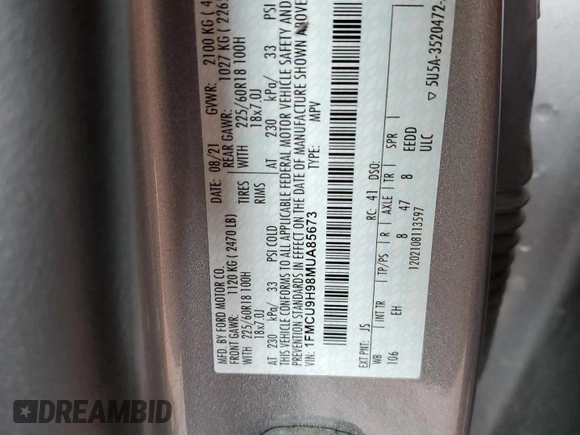 MFD. BY FORD MOTOR CO.
DATE: 08/21
GVWR: 2100 KG (4
FRONT GAWR: 1120 KG (2470 LB)
REAR GAWR: 1027 KG (226
225/60R18 100H TIRES
WITH 225/60R18 100H
18x7.0J RIMS 18x7.0J
AT 230 kPa/ 33 PSI COLD AT 230 kPa/ 33 PSI
THIS VEHICLE CONFORMS TO ALL APPLICABLE FEDERAL MOTOR VEHICLE SAFETY AND
PREVENTION STANDARDS IN EFFECT ON THE DATE OF MANUFACTURE SHOWN ABOVE
VIN: 1FMCU9H98MUA85673
TYPE: MPV
EXT PNT: JS RC: 41 DSO:
WB INT TR TP/PS R AXLE TR SPR
106 EH 8 47 8 EEDD
ULC
1202108113597
▽ 5U5A-3520472-
DREAMBID
DREAMBID.COM